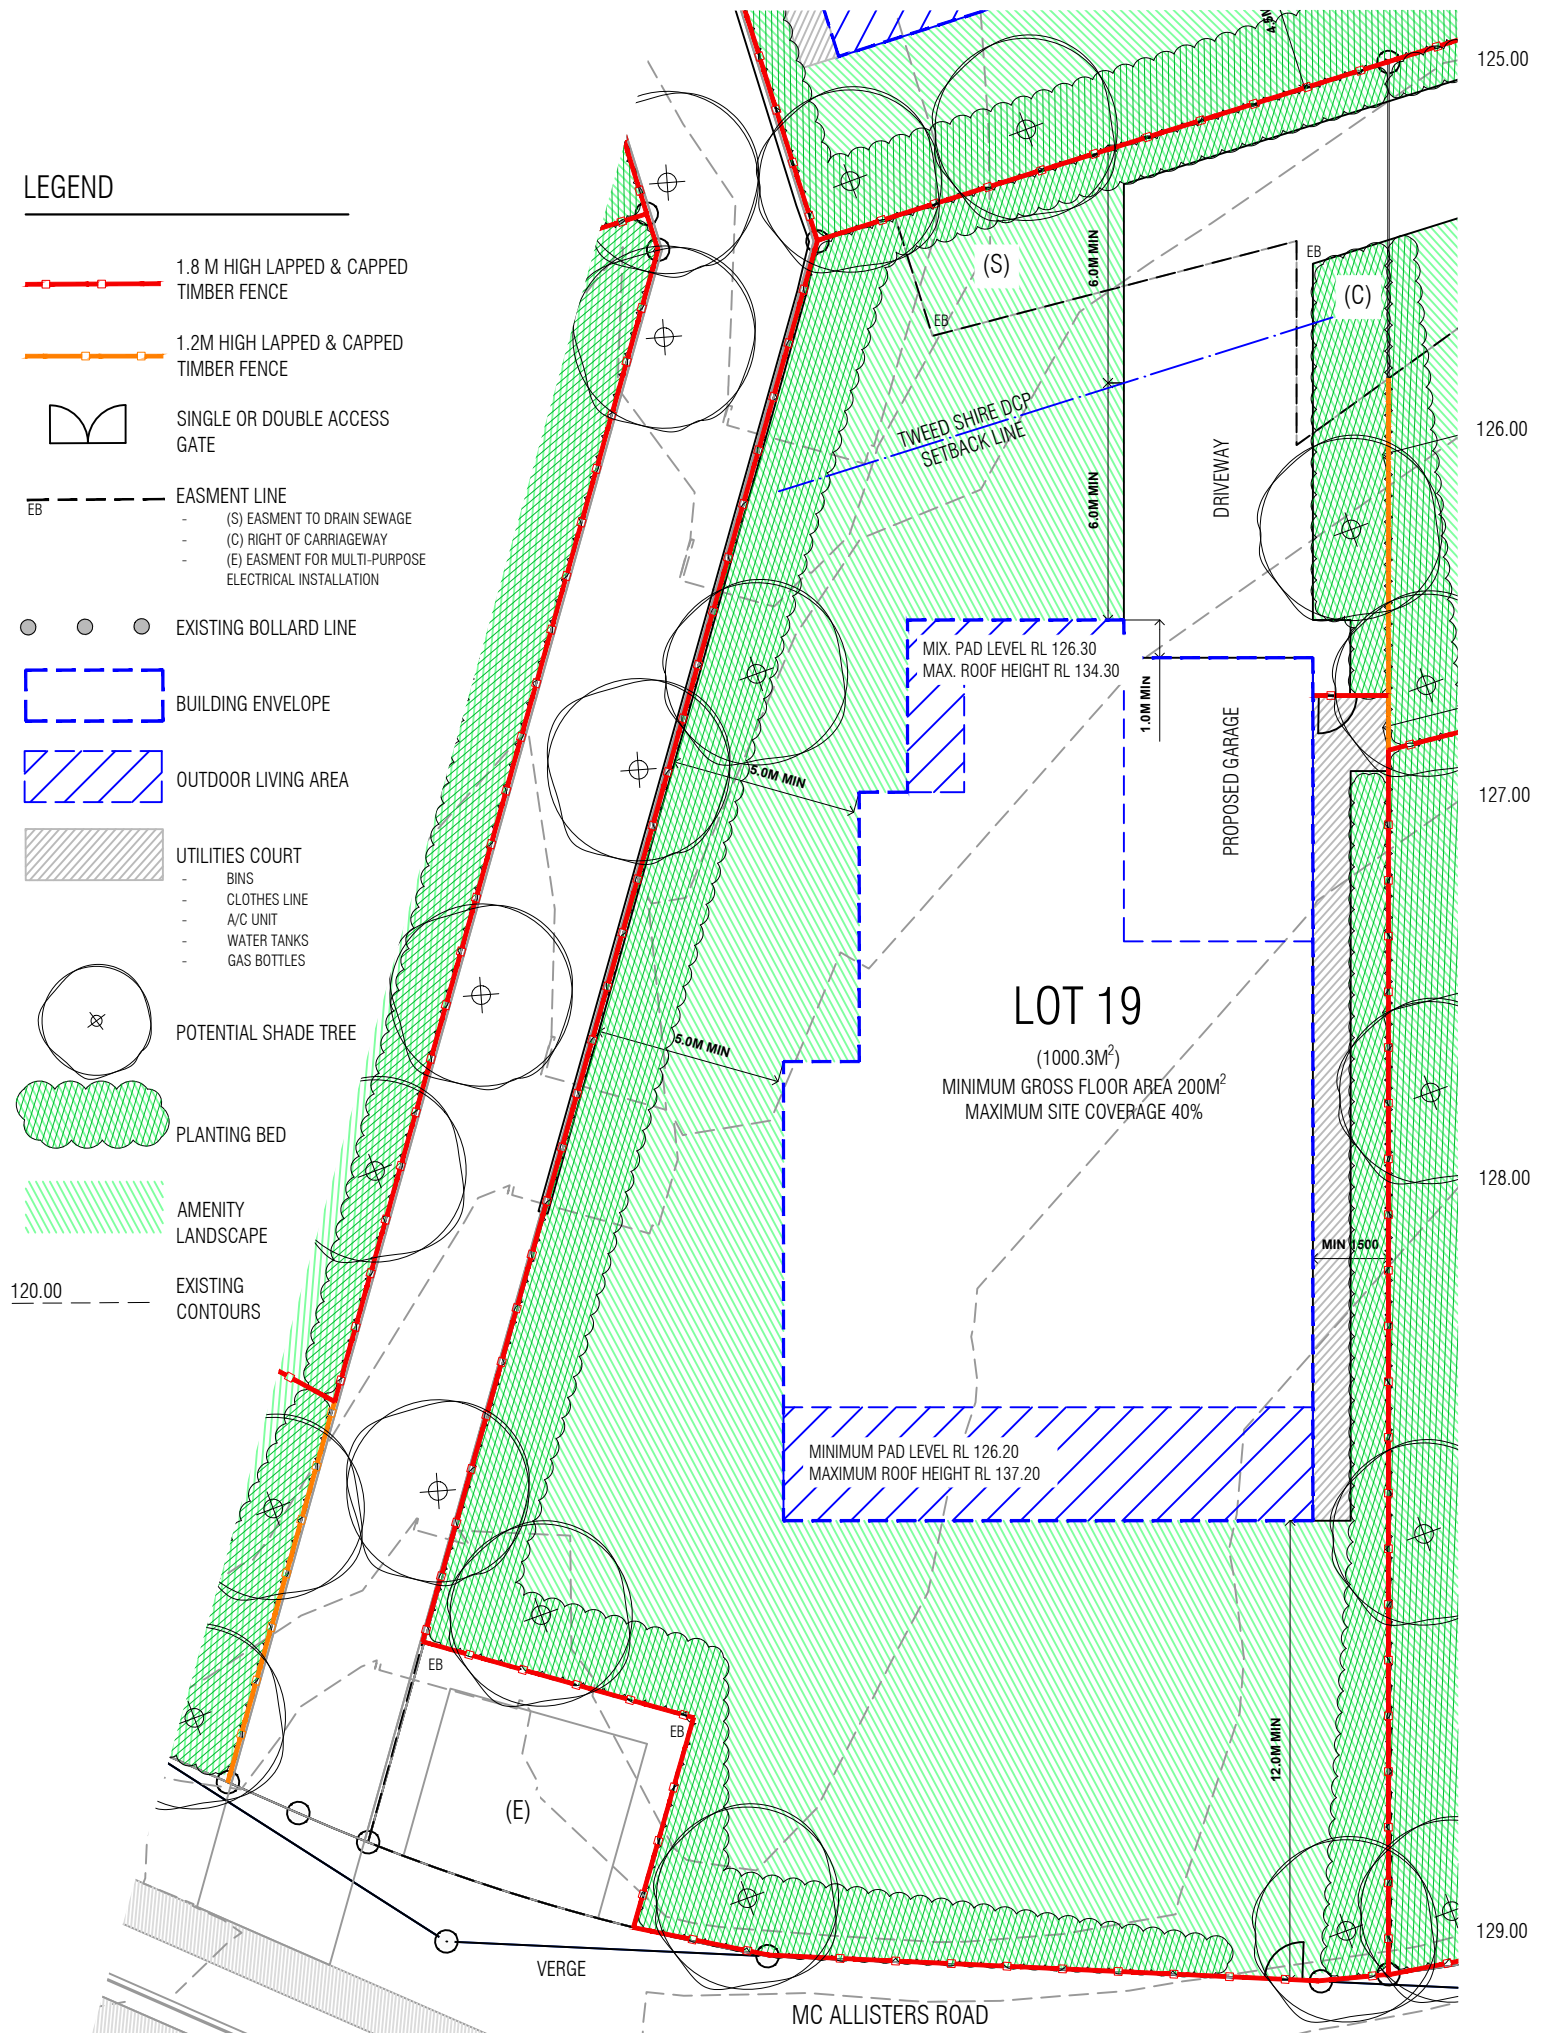 LEGEND
1.8 M HIGH LAPPED & CAPPED
TIMBER FENCE
1.2M HIGH LAPPED & CAPPED
TIMBER FENCE
SINGLE OR DOUBLE ACCESS
GATE
EB
EASMENT LINE
- (S) EASMENT TO DRAIN SEWAGE
- (C) RIGHT OF CARRIAGEWAY
- (E) EASMENT FOR MULTI-PURPOSE
ELECTRICAL INSTALLATION
EXISTING BOLLARD LINE
BUILDING ENVELOPE
OUTDOOR LIVING AREA
UTILITIES COURT
- BINS
- CLOTHES LINE
- A/C UNIT
- WATER TANKS
- GAS BOTTLES
POTENTIAL SHADE TREE
PLANTING BED
AMENITY
LANDSCAPE
120.00
EXISTING
CONTOURS
125.00
(S)
6.0M MIN
EB
(C)
EB
TWEED SHIRE DCP
SETBACK LINE
126.00
DRIVEWAY
6.0M MIN
MIX. PAD LEVEL RL 126.30
MAX. ROOF HEIGHT RL 134.30
1.0M MIN
PROPOSED GARAGE
5.0M MIN
127.00
LOT 19
(1000.3M²)
MINIMUM GROSS FLOOR AREA 200M²
MAXIMUM SITE COVERAGE 40%
5.0M MIN
128.00
MIN 1500
MINIMUM PAD LEVEL RL 126.20
MAXIMUM ROOF HEIGHT RL 137.20
EB
EB
12.0M MIN
(E)
129.00
VERGE
MC ALLISTERS ROAD